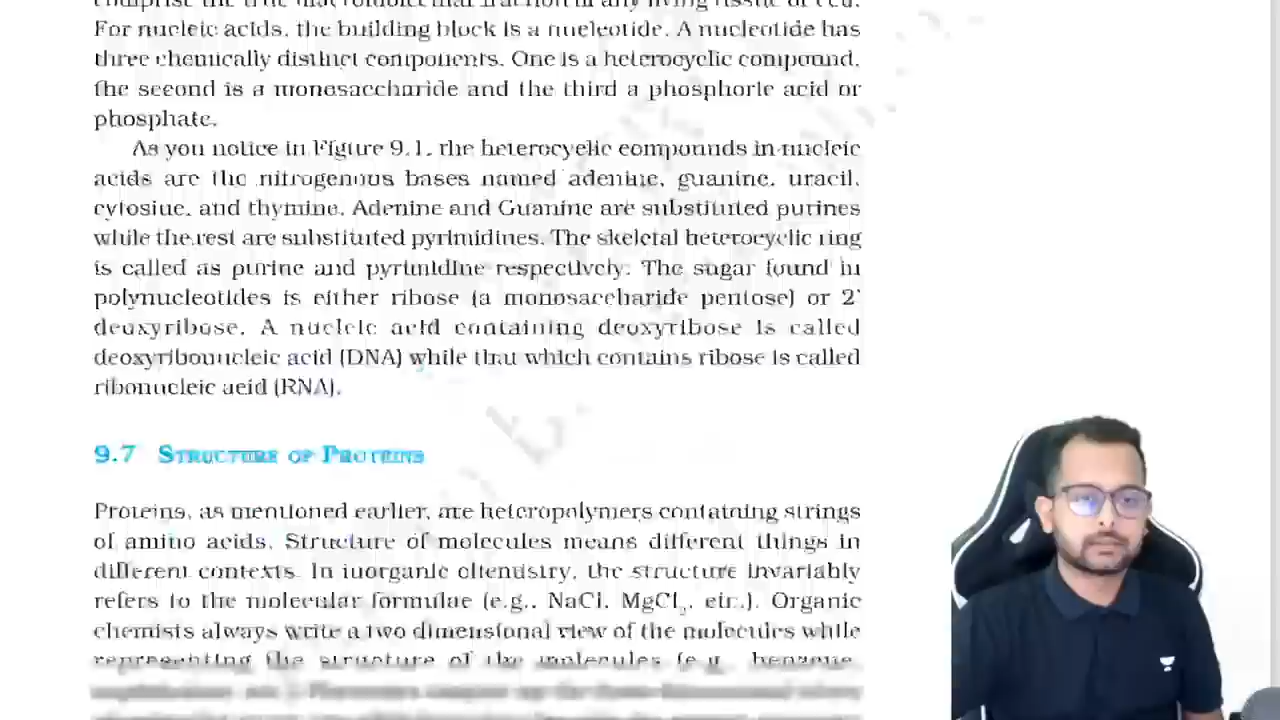 For nucleic acids, the building block is a nucleotide. A nucleotide has
three chemically distinct components. One is a heterocyclic compound,
the second is a monosaccharide and the third a phosphoric acid or
phosphate.
As you notice in Figure 9.1, the heterocyclic compounds in nucleic
acids are the nitrogenous bases named adenine, guanine, uracil,
cytosine, and thymine. Adenine and Guanine are substituted purines
while the rest are substituted pyrimidines. The skeletal heterocyclic ring
is called as purine and pyrimidine respectively. The sugar found in
polynucleotides is either ribose (a monosaccharide pentose) or 2'
deoxyribose. A nucleic acid containing deoxyribose is called
deoxyribonucleic acid (DNA) while that which contains ribose is called
ribonucleic acid (RNA).
9.7 STRUCTURE OF PROTEINS
Proteins, as mentioned earlier, are heteropolymers containing strings
of amino acids. Structure of molecules means different things in
different contexts. In inorganic chemistry, the structure invariably
refers to the molecular formulae (e.g., NaCl, MgCl₂, etc.). Organic
chemists always write a two dimensional view of the molecules while
representing the structure of the molecules (e.g., benzene,